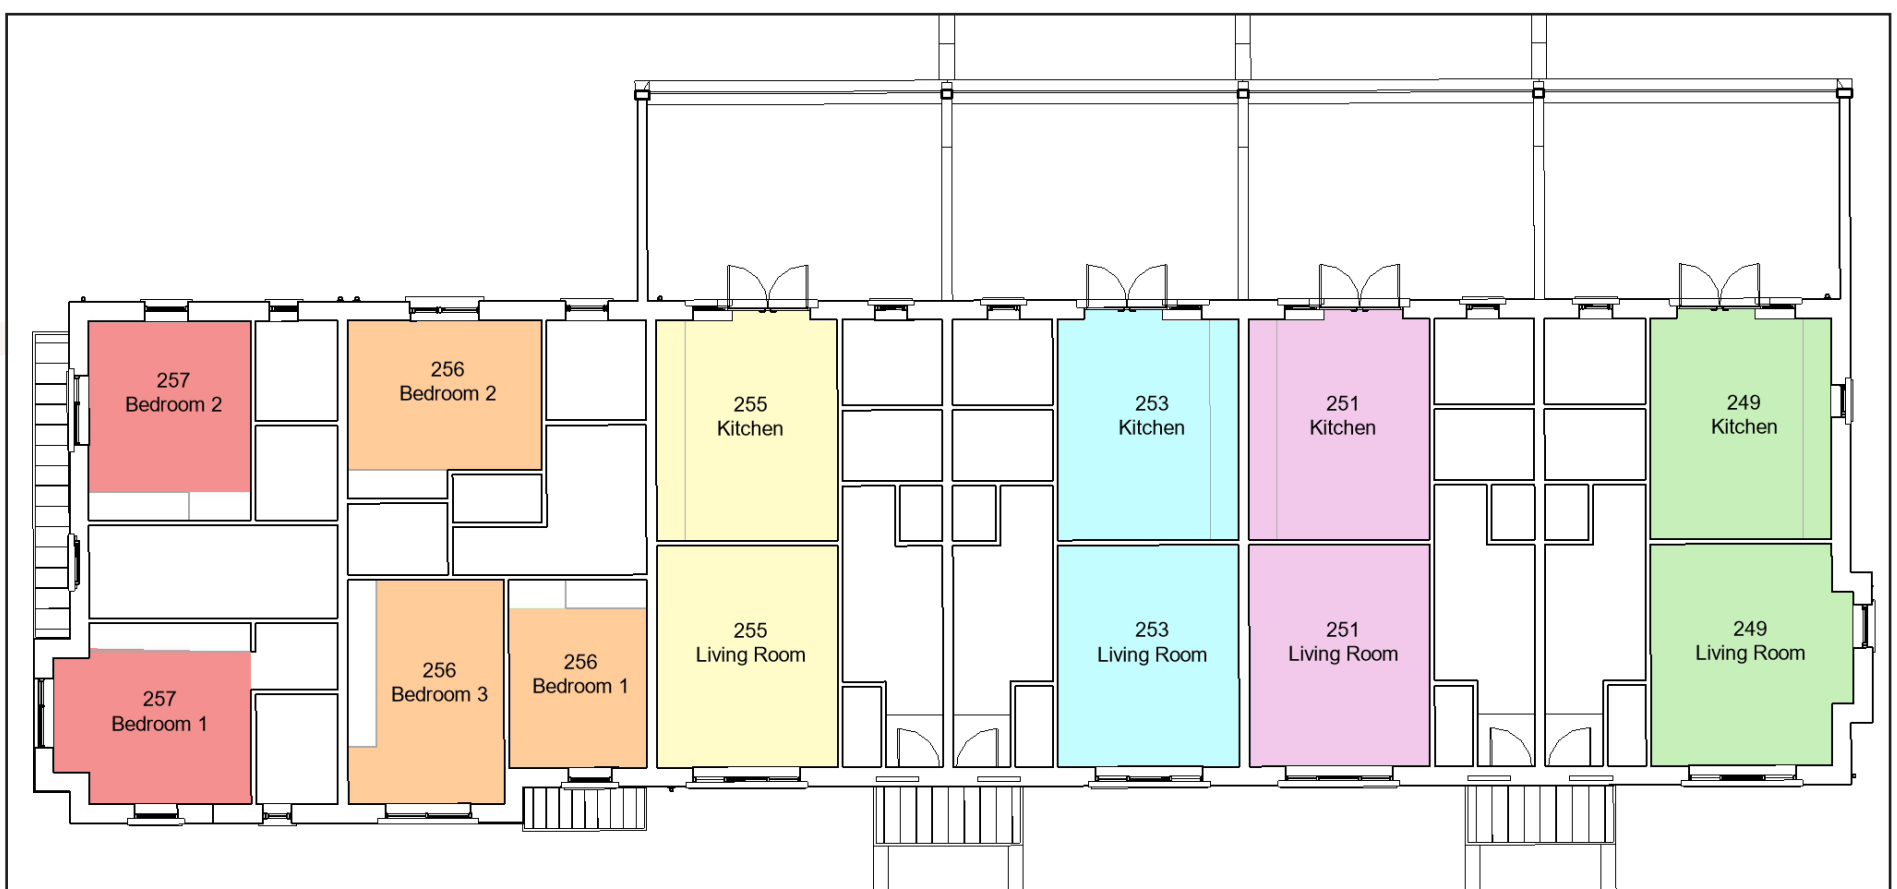 257
Bedroom 2
256
Bedroom 2
255
Kitchen
253
Kitchen
251
Kitchen
249
Kitchen
257
Bedroom 1
256
Bedroom 3
256
Bedroom 1
255
Living Room
253
Living Room
251
Living Room
249
Living Room